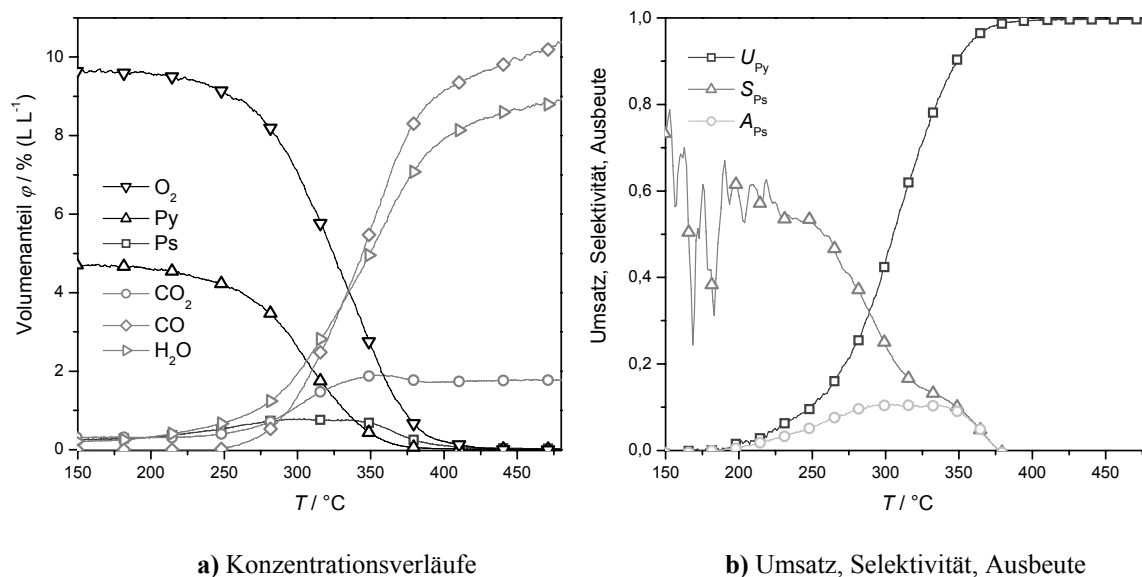 Volumenanteil φ / % (L L⁻¹)
10
8
6
4
2
0
O₂
Py
Ps
CO₂
CO
H₂O
150 200 250 300 350 400 450
T / °C
a) Konzentrationsverläufe
Umsatz, Selektivität, Ausbeute
1,0
0,8
0,6
0,4
0,2
0,0
U_Py
S_Ps
A_Ps
150 200 250 300 350 400 450
T / °C
b) Umsatz, Selektivität, Ausbeute